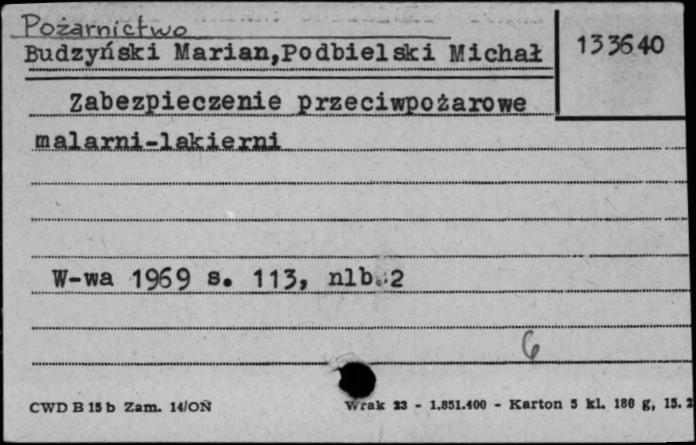 Pożarnictwo
Budzyński Marian,Podbielski Michał
133640
Zabezpieczenie przeciwpożarowe
malarni-lakierni
W-wa 1969 s. 113, nlb. 2
6
CWD B 15 b Zam. 14/ON Wrak 23 - 1.851.400 - Karton 5 kl. 180 g, 15.2